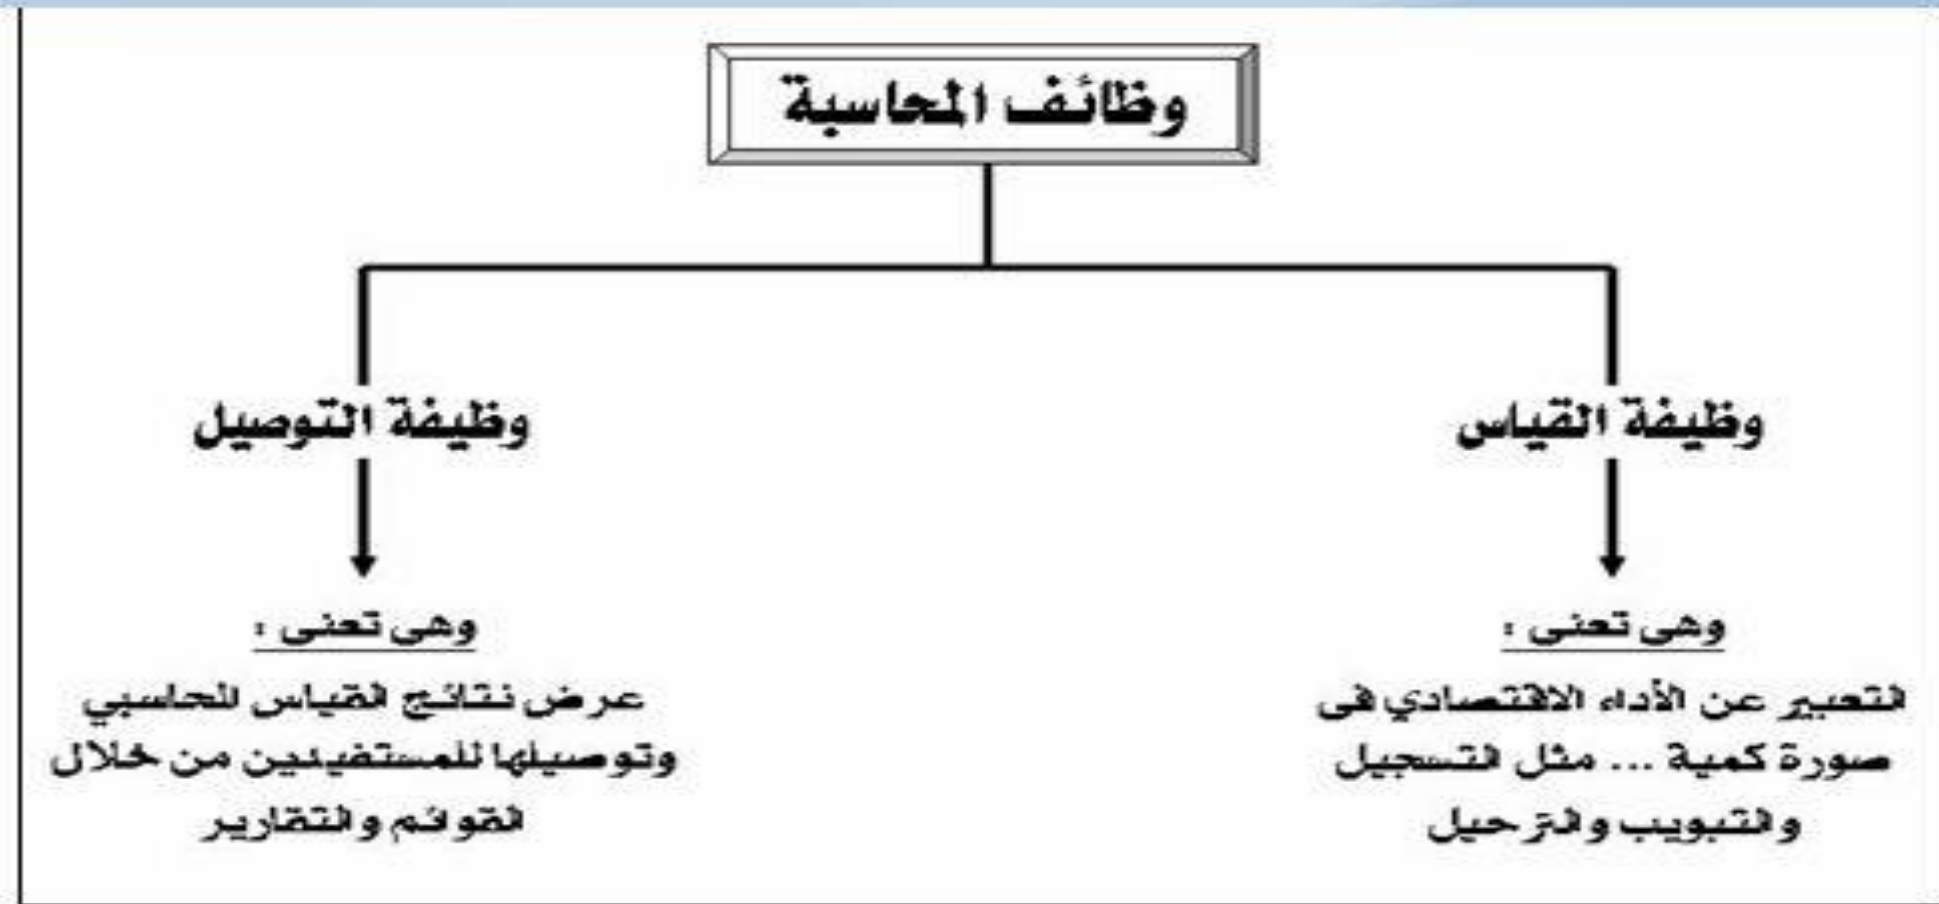 وظائف المحاسبة
وظيفة القياس
وهى تعنى :
التعبير عن الأداء الاقتصادي فى
صورة كمية ... مثل التسجيل
والتبويب والترحيل
وظيفة التوصيل
وهى تعنى :
عرض نتائج القياس المحاسبي
وتوصيلها للمستفيدين من خلال
القوائم والتقارير